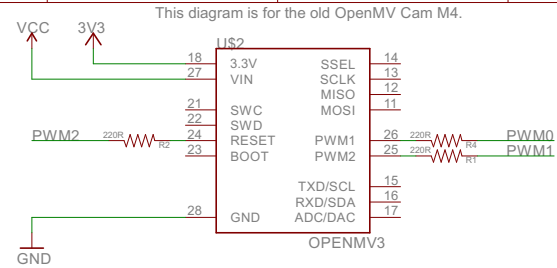 This diagram is for the old OpenMV Cam M4.
VCC 3V3
U$2
18 3.3V SSEL 14
27 VIN SCLK 13
MISO 12
21 SWC MOSI 11
22 SWD
PWM2 220R R2 24 RESET PWM1 26 220R R4 PWM0
23 BOOT PWM2 25 220R R1 PWM1
TXD/SCL 15
RXD/SDA 16
28 GND ADC/DAC 17
OPENMV3
GND